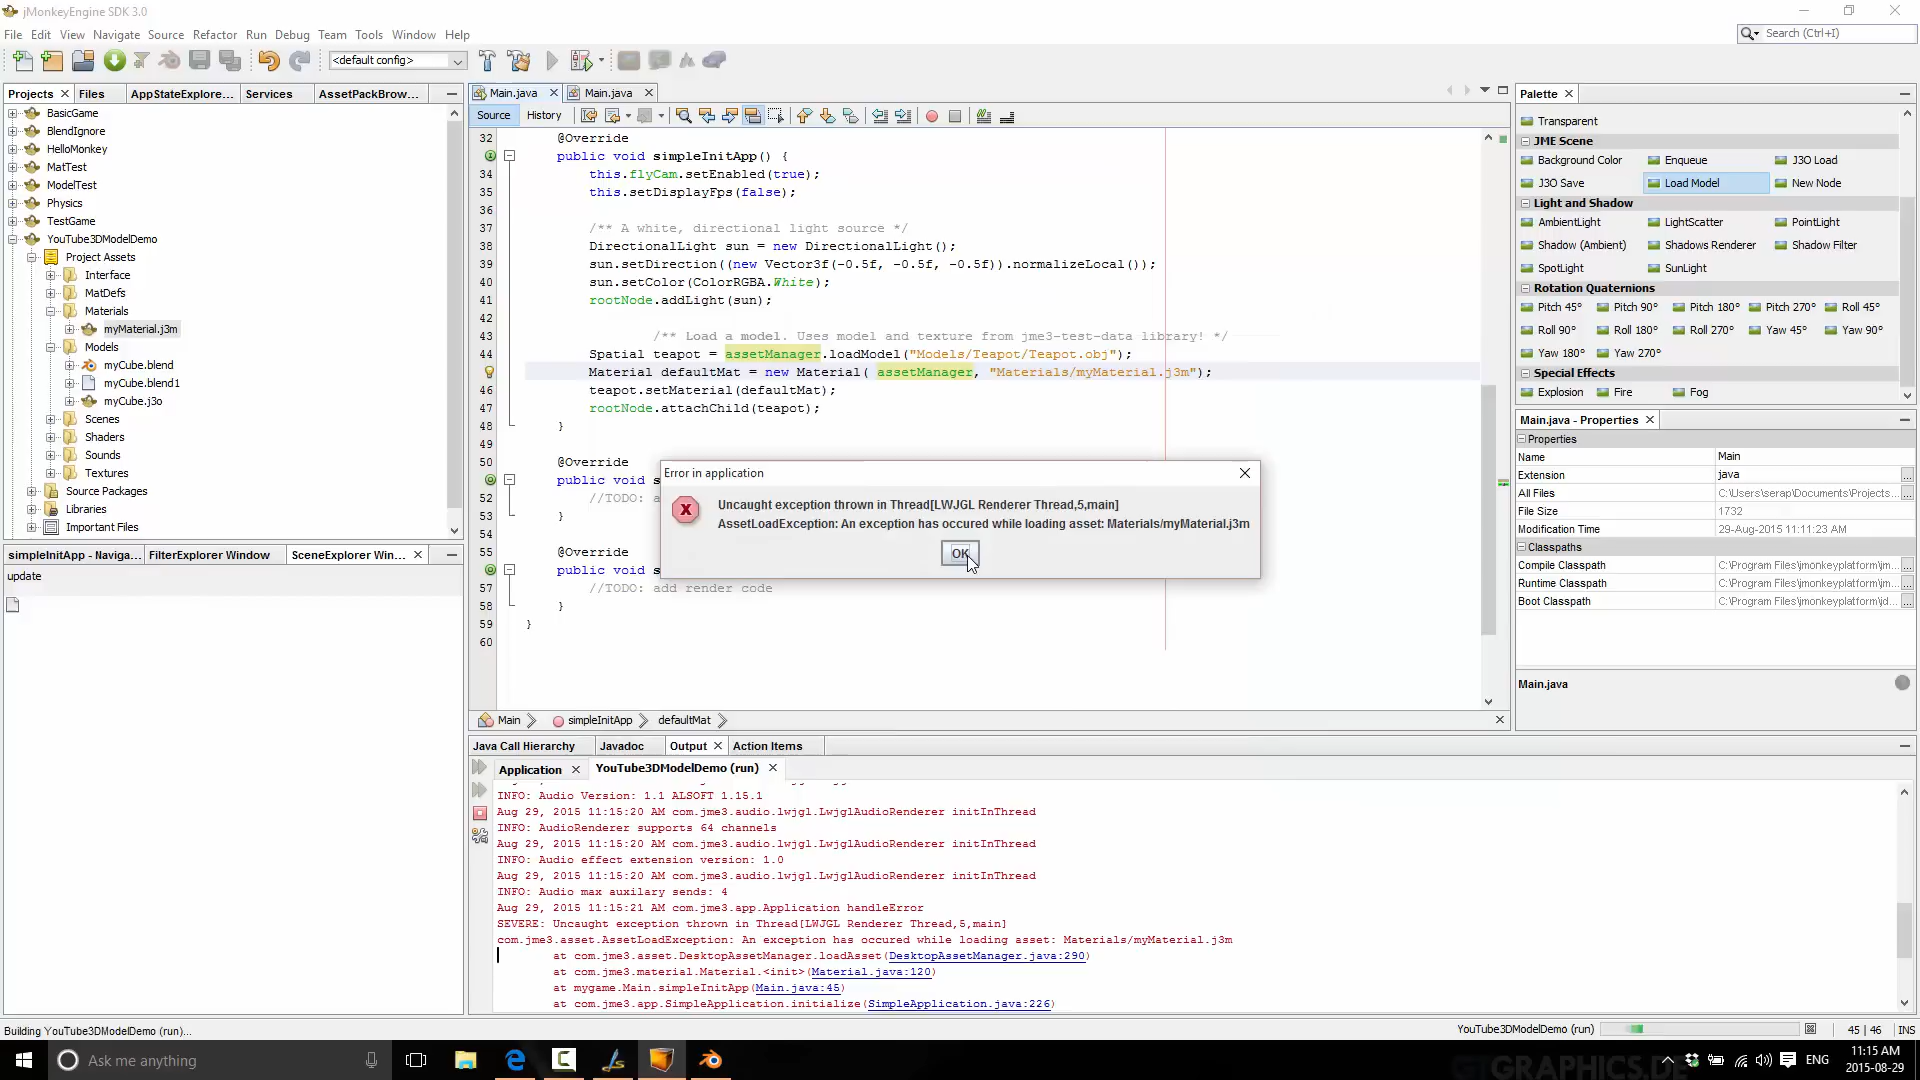 jMonkeyEngine SDK 3.0
File Edit View Navigate Source Refactor Run Debug Team Tools Window Help
Search (Ctrl+I)
<default config>
Projects Files AppStateExplore... Services AssetPackBrow...
BasicGame
BlendIgnore
HelloMonkey
MatTest
ModelTest
Physics
TestGame
YouTube3DModelDemo
Project Assets
Interface
MatDefs
Materials
myMaterial.j3m
Models
myCube.blend
myCube.blend1
myCube.j3o
Scenes
Shaders
Sounds
Textures
Source Packages
Libraries
Important Files
simpleInitApp - Naviga... FilterExplorer Window SceneExplorer Win...
update
Main.java Main.java
Source History
32 @Override
public void simpleInitApp() {
34 this.flyCam.setEnabled(true);
35 this.setDisplayFps(false);
36
37 /** A white, directional light source */
38 DirectionalLight sun = new DirectionalLight();
39 sun.setDirection((new Vector3f(-0.5f, -0.5f, -0.5f)).normalizeLocal());
40 sun.setColor(ColorRGBA.White);
41 rootNode.addLight(sun);
42
43 /** Load a model. Uses model and texture from jme3-test-data library! */
44 Spatial teapot = assetManager.loadModel("Models/Teapot/Teapot.obj");
Material defaultMat = new Material( assetManager, "Materials/myMaterial.j3m");
46 teapot.setMaterial(defaultMat);
47 rootNode.attachChild(teapot);
48 }
49
50 @Override
public void s
52 //TODO: a
53 }
54
55 @Override
public void s
57 //TODO: add render code
58 }
59 }
60
Error in application
Uncaught exception thrown in Thread[LWJGL Renderer Thread,5,main]
AssetLoadException: An exception has occured while loading asset: Materials/myMaterial.j3m
OK
Main simpleInitApp defaultMat
Java Call Hierarchy Javadoc Output Action Items
Application YouTube3DModelDemo (run)
INFO: Audio Version: 1.1 ALSOFT 1.15.1
Aug 29, 2015 11:15:20 AM com.jme3.audio.lwjgl.LwjglAudioRenderer initInThread
INFO: AudioRenderer supports 64 channels
Aug 29, 2015 11:15:20 AM com.jme3.audio.lwjgl.LwjglAudioRenderer initInThread
INFO: Audio effect extension version: 1.0
Aug 29, 2015 11:15:20 AM com.jme3.audio.lwjgl.LwjglAudioRenderer initInThread
INFO: Audio max auxilary sends: 4
Aug 29, 2015 11:15:21 AM com.jme3.app.Application handleError
SEVERE: Uncaught exception thrown in Thread[LWJGL Renderer Thread,5,main]
com.jme3.asset.AssetLoadException: An exception has occured while loading asset: Materials/myMaterial.j3m
at com.jme3.asset.DesktopAssetManager.loadAsset(DesktopAssetManager.java:290)
at com.jme3.material.Material.<init>(Material.java:120)
at mygame.Main.simpleInitApp(Main.java:45)
at com.jme3.app.SimpleApplication.initialize(SimpleApplication.java:226)
Palette
Transparent
JME Scene
Background Color Enqueue J3O Load
J3O Save Load Model New Node
Light and Shadow
AmbientLight LightScatter PointLight
Shadow (Ambient) Shadows Renderer Shadow Filter
SpotLight SunLight
Rotation Quaternions
Pitch 45° Pitch 90° Pitch 180° Pitch 270° Roll 45°
Roll 90° Roll 180° Roll 270° Yaw 45° Yaw 90°
Yaw 180° Yaw 270°
Special Effects
Explosion Fire Fog
Main.java - Properties
Properties
Name Main
Extension java
All Files C:\Users\serap\Documents\Projects...
File Size 1732
Modification Time 29-Aug-2015 11:11:23 AM
Classpaths
Compile Classpath C:\Program Files\jmonkeyplatform\jm...
Runtime Classpath C:\Program Files\jmonkeyplatform\jm...
Boot Classpath C:\Program Files\jmonkeyplatform\jd...
Main.java
Building YouTube3DModelDemo (run)...
YouTube3DModelDemo (run) 45 | 46 INS
Ask me anything
ENG
11:15 AM
2015-08-29
GTGRAPHICS.DE